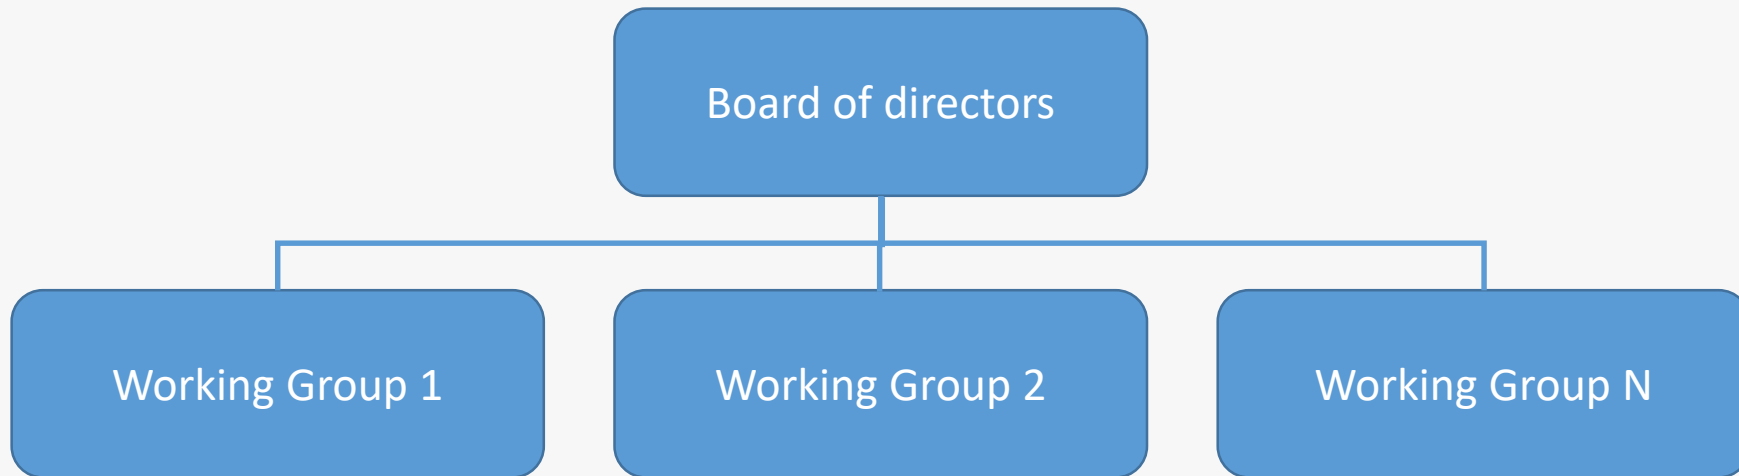 Board of directors
Working Group 1
Working Group 2
Working Group N